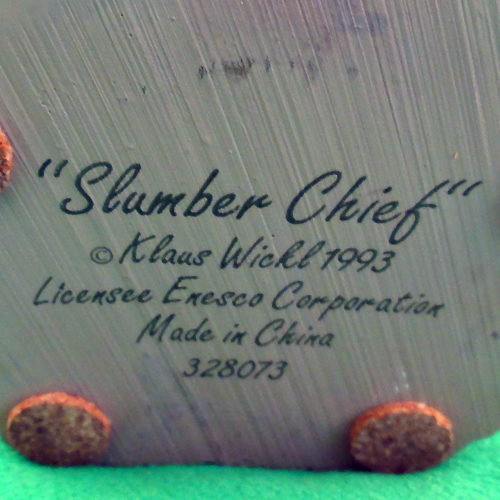 "Slumber Chief"
© Klaus Wickl 1993
Licensee Enesco Corporation
Made in China
328073